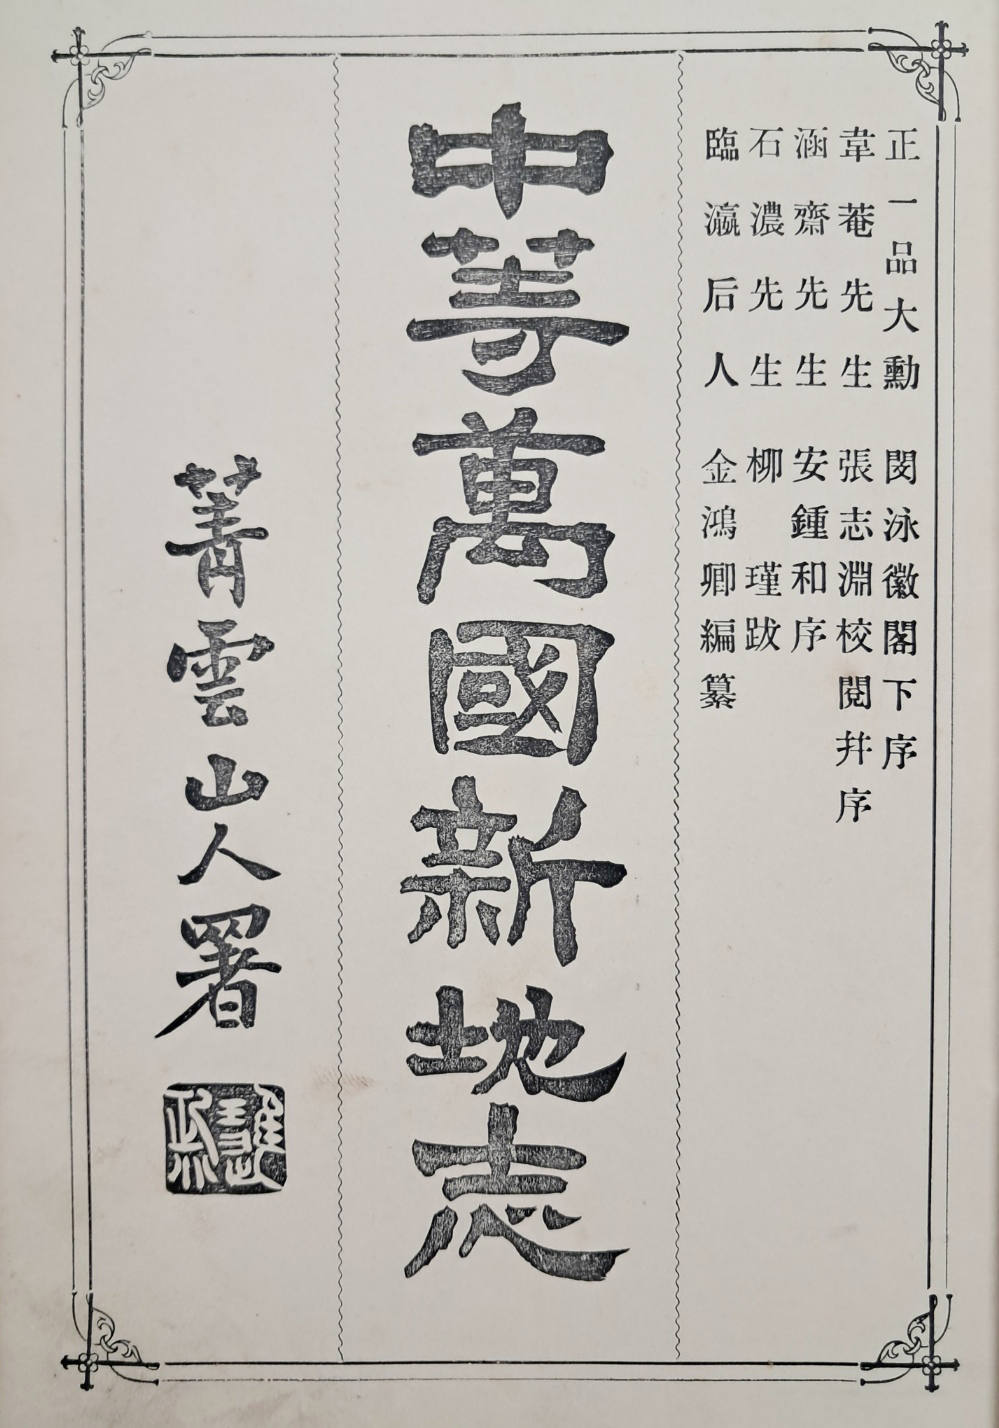 正一品大勳 閔泳徽閣下序
韋菴先生 張志淵校閱幷序
涵齋先生 安鍾和序
石濃先生 柳瑾跋
臨瀛后人 金鴻卿編纂
中等萬國新地志
菁雲山人署